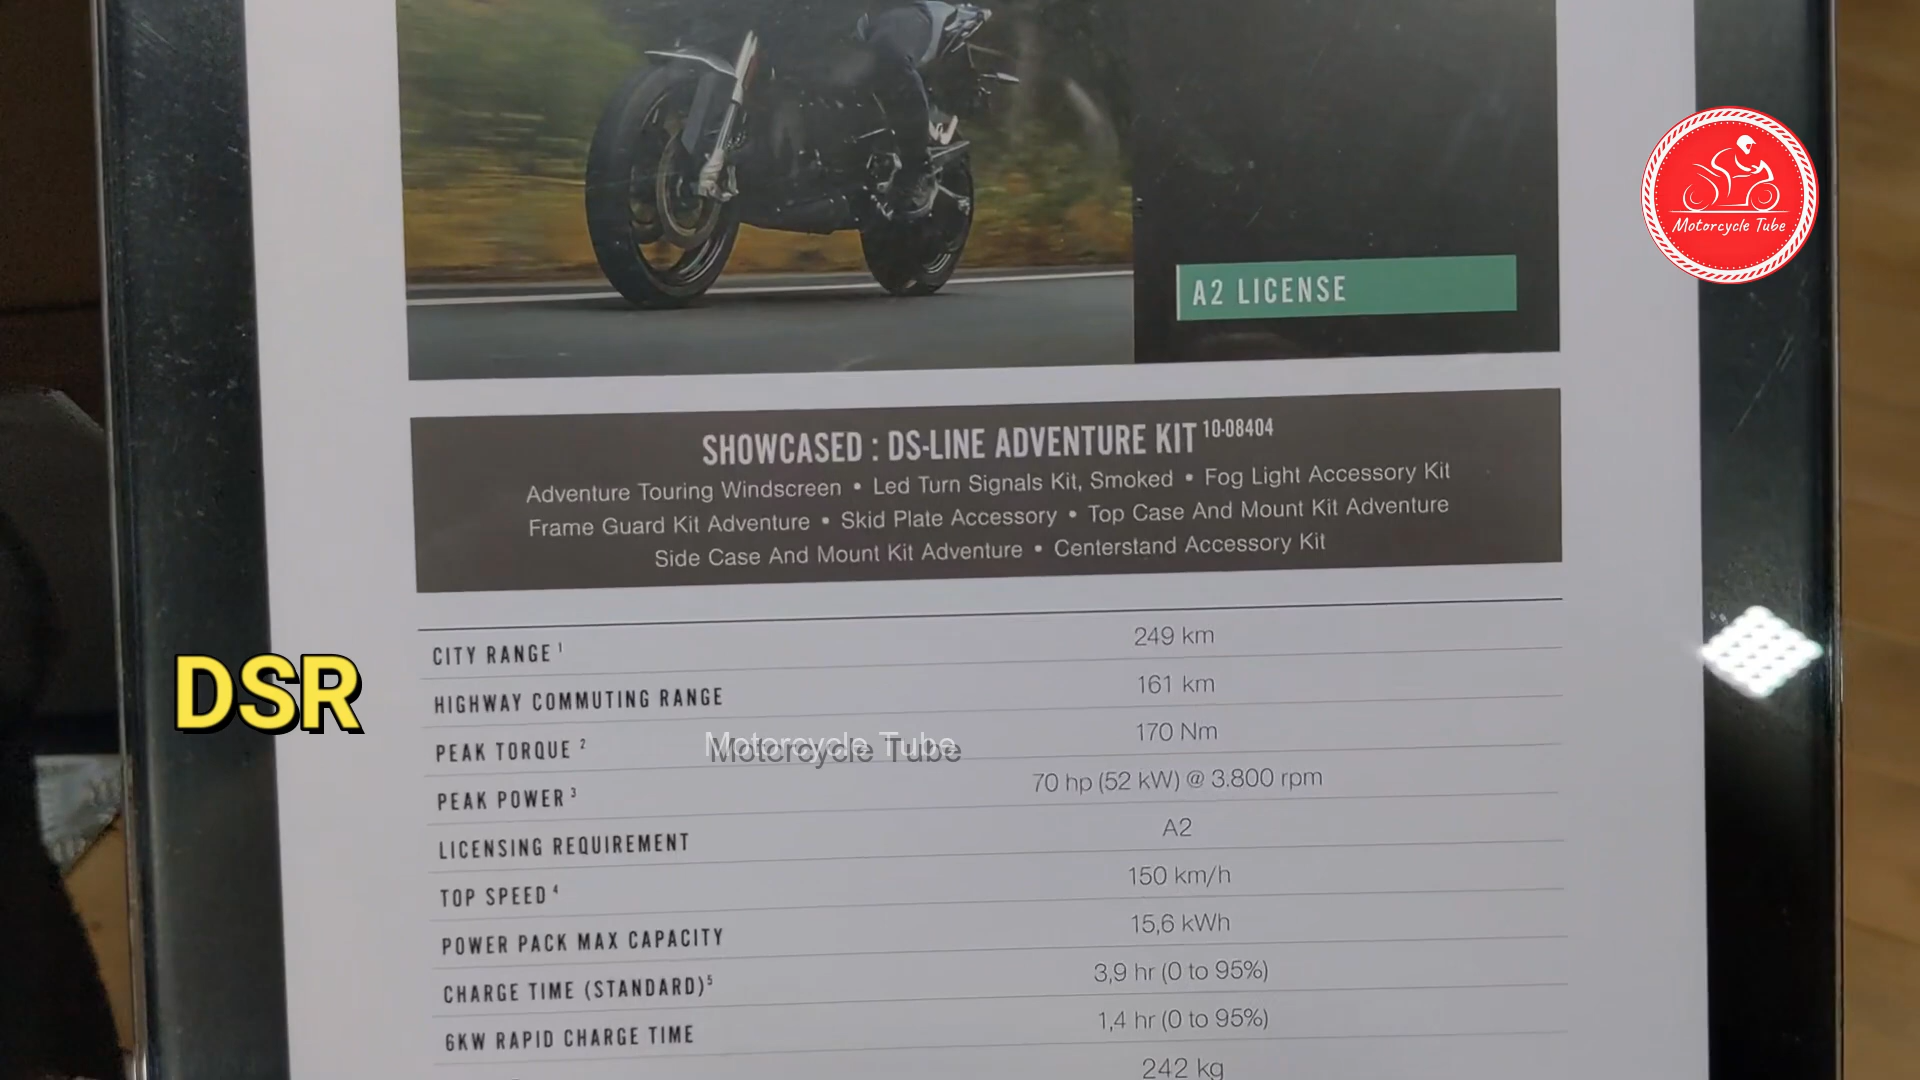 Motorcycle Tube
A2 LICENSE
SHOWCASED : DS-LINE ADVENTURE KIT 10-08404
Adventure Touring Windscreen • Led Turn Signals Kit, Smoked • Fog Light Accessory Kit
Frame Guard Kit Adventure • Skid Plate Accessory • Top Case And Mount Kit Adventure
Side Case And Mount Kit Adventure • Centerstand Accessory Kit
CITY RANGE 1 249 km
HIGHWAY COMMUTING RANGE 161 km
DSR
PEAK TORQUE 2 170 Nm
Motorcycle Tube
PEAK POWER 3 70 hp (52 kW) @ 3.800 rpm
LICENSING REQUIREMENT A2
TOP SPEED 4 150 km/h
POWER PACK MAX CAPACITY 15,6 kWh
CHARGE TIME (STANDARD) 5 3,9 hr (0 to 95%)
6KW RAPID CHARGE TIME 1,4 hr (0 to 95%)
242 kg